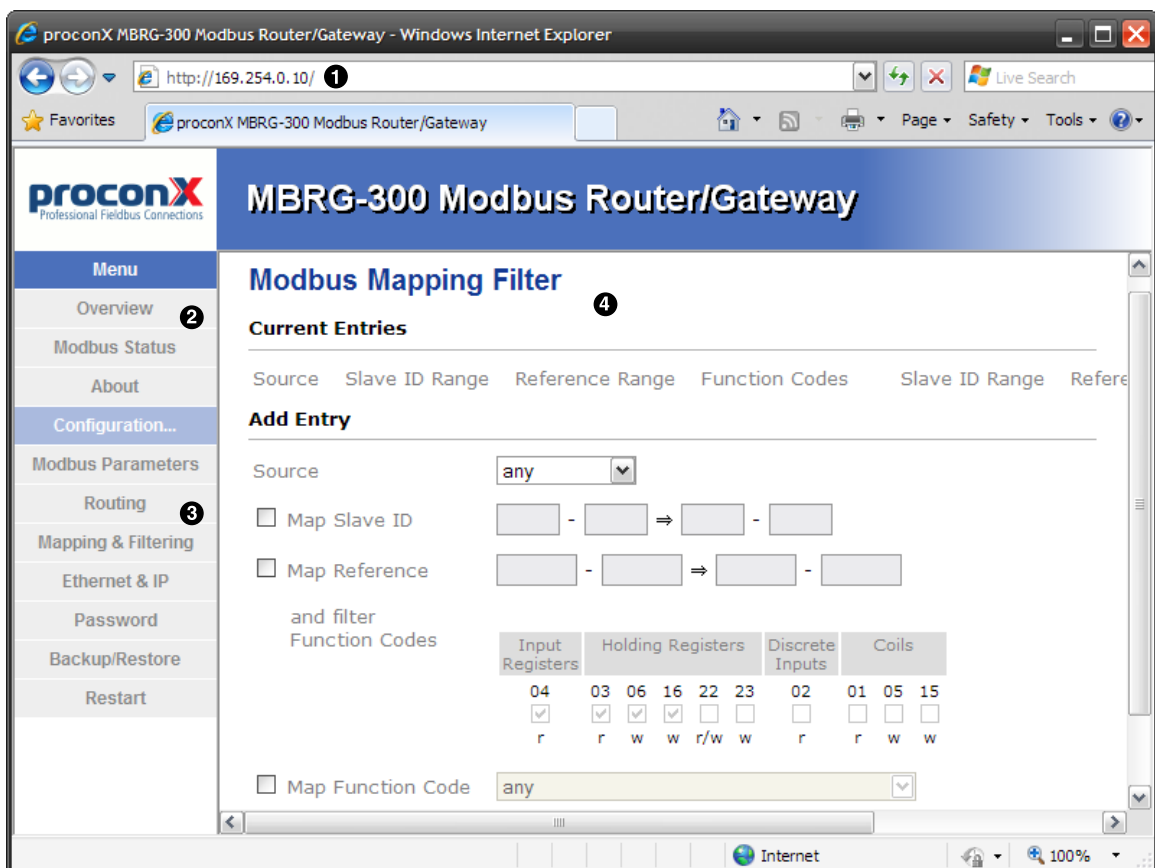 proconX MBRG-300 Modbus Router/Gateway - Windows Internet Explorer
http://169.254.0.10/ 1
Live Search
Favorites
proconX MBRG-300 Modbus Router/Gateway
Page
Safety
Tools
proconX
Professional Fieldbus Connections
MBRG-300 Modbus Router/Gateway
Menu
Overview 2
Modbus Status
About
Configuration...
Modbus Parameters
Routing 3
Mapping & Filtering
Ethernet & IP
Password
Backup/Restore
Restart
Modbus Mapping Filter
4
Current Entries
Source Slave ID Range Reference Range Function Codes Slave ID Range Refere
Add Entry
Source any
Map Slave ID - ⇒ -
Map Reference - ⇒ -
and filter
Function Codes
Input Registers Holding Registers Discrete Inputs Coils
04 03 06 16 22 23 02 01 05 15
r r w w r/w w r r w w
Map Function Code any
Internet 100%